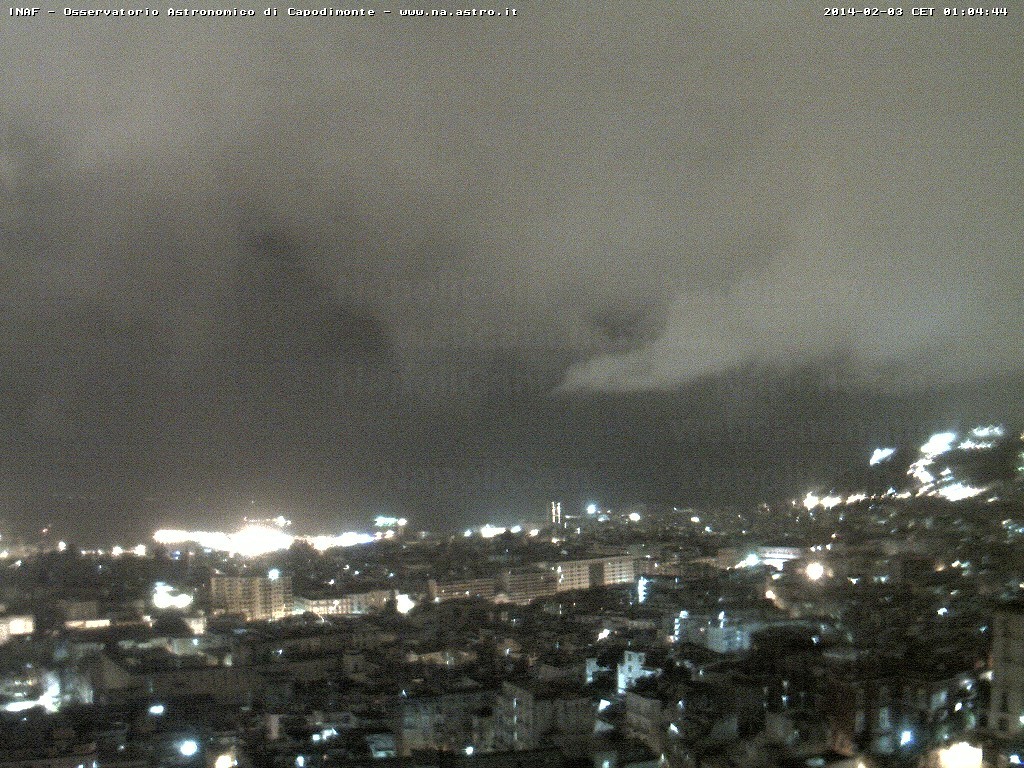 INAF - Osservatorio Astronomico di Capodimonte - www.na.astro.it
2014-02-03 CET 01:04:44